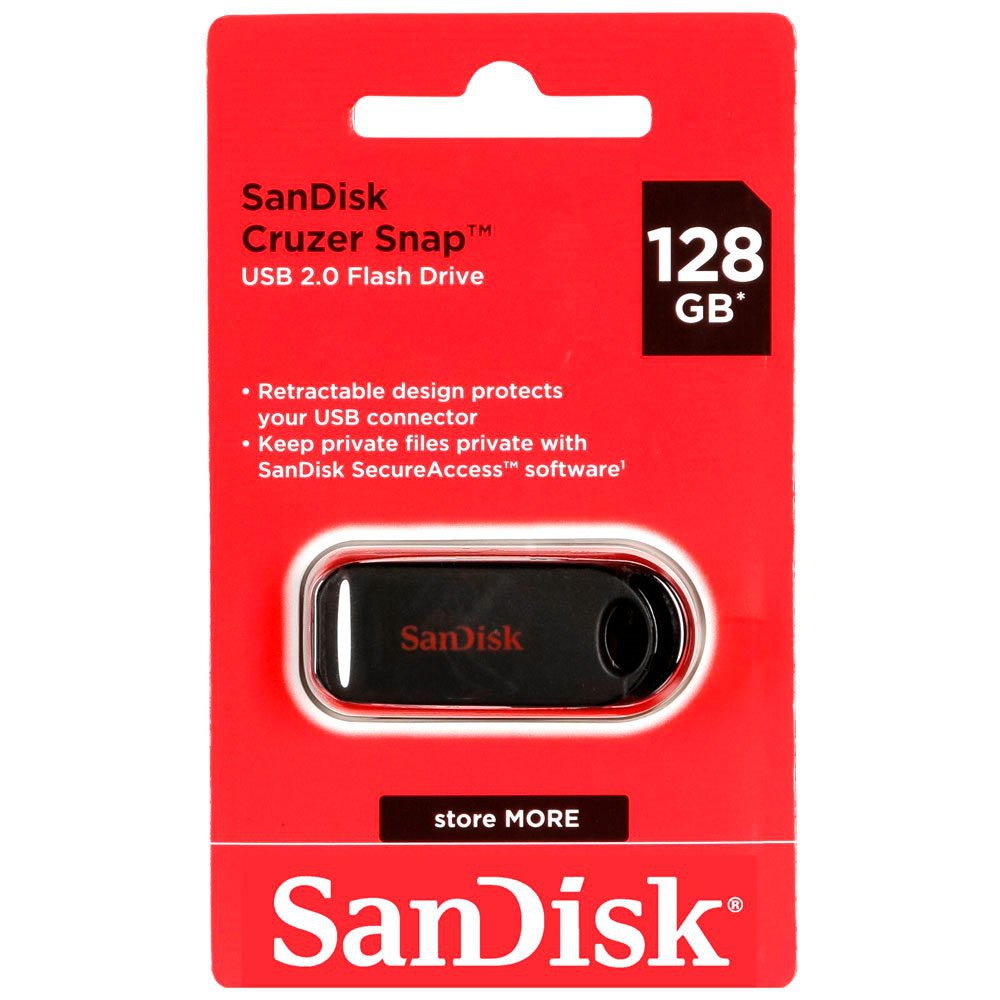 SanDisk
Cruzer Snap™
USB 2.0 Flash Drive
128
GB*
• Retractable design protects
your USB connector
• Keep private files private with
SanDisk SecureAccess™ software¹
SanDisk
store MORE
SanDisk®